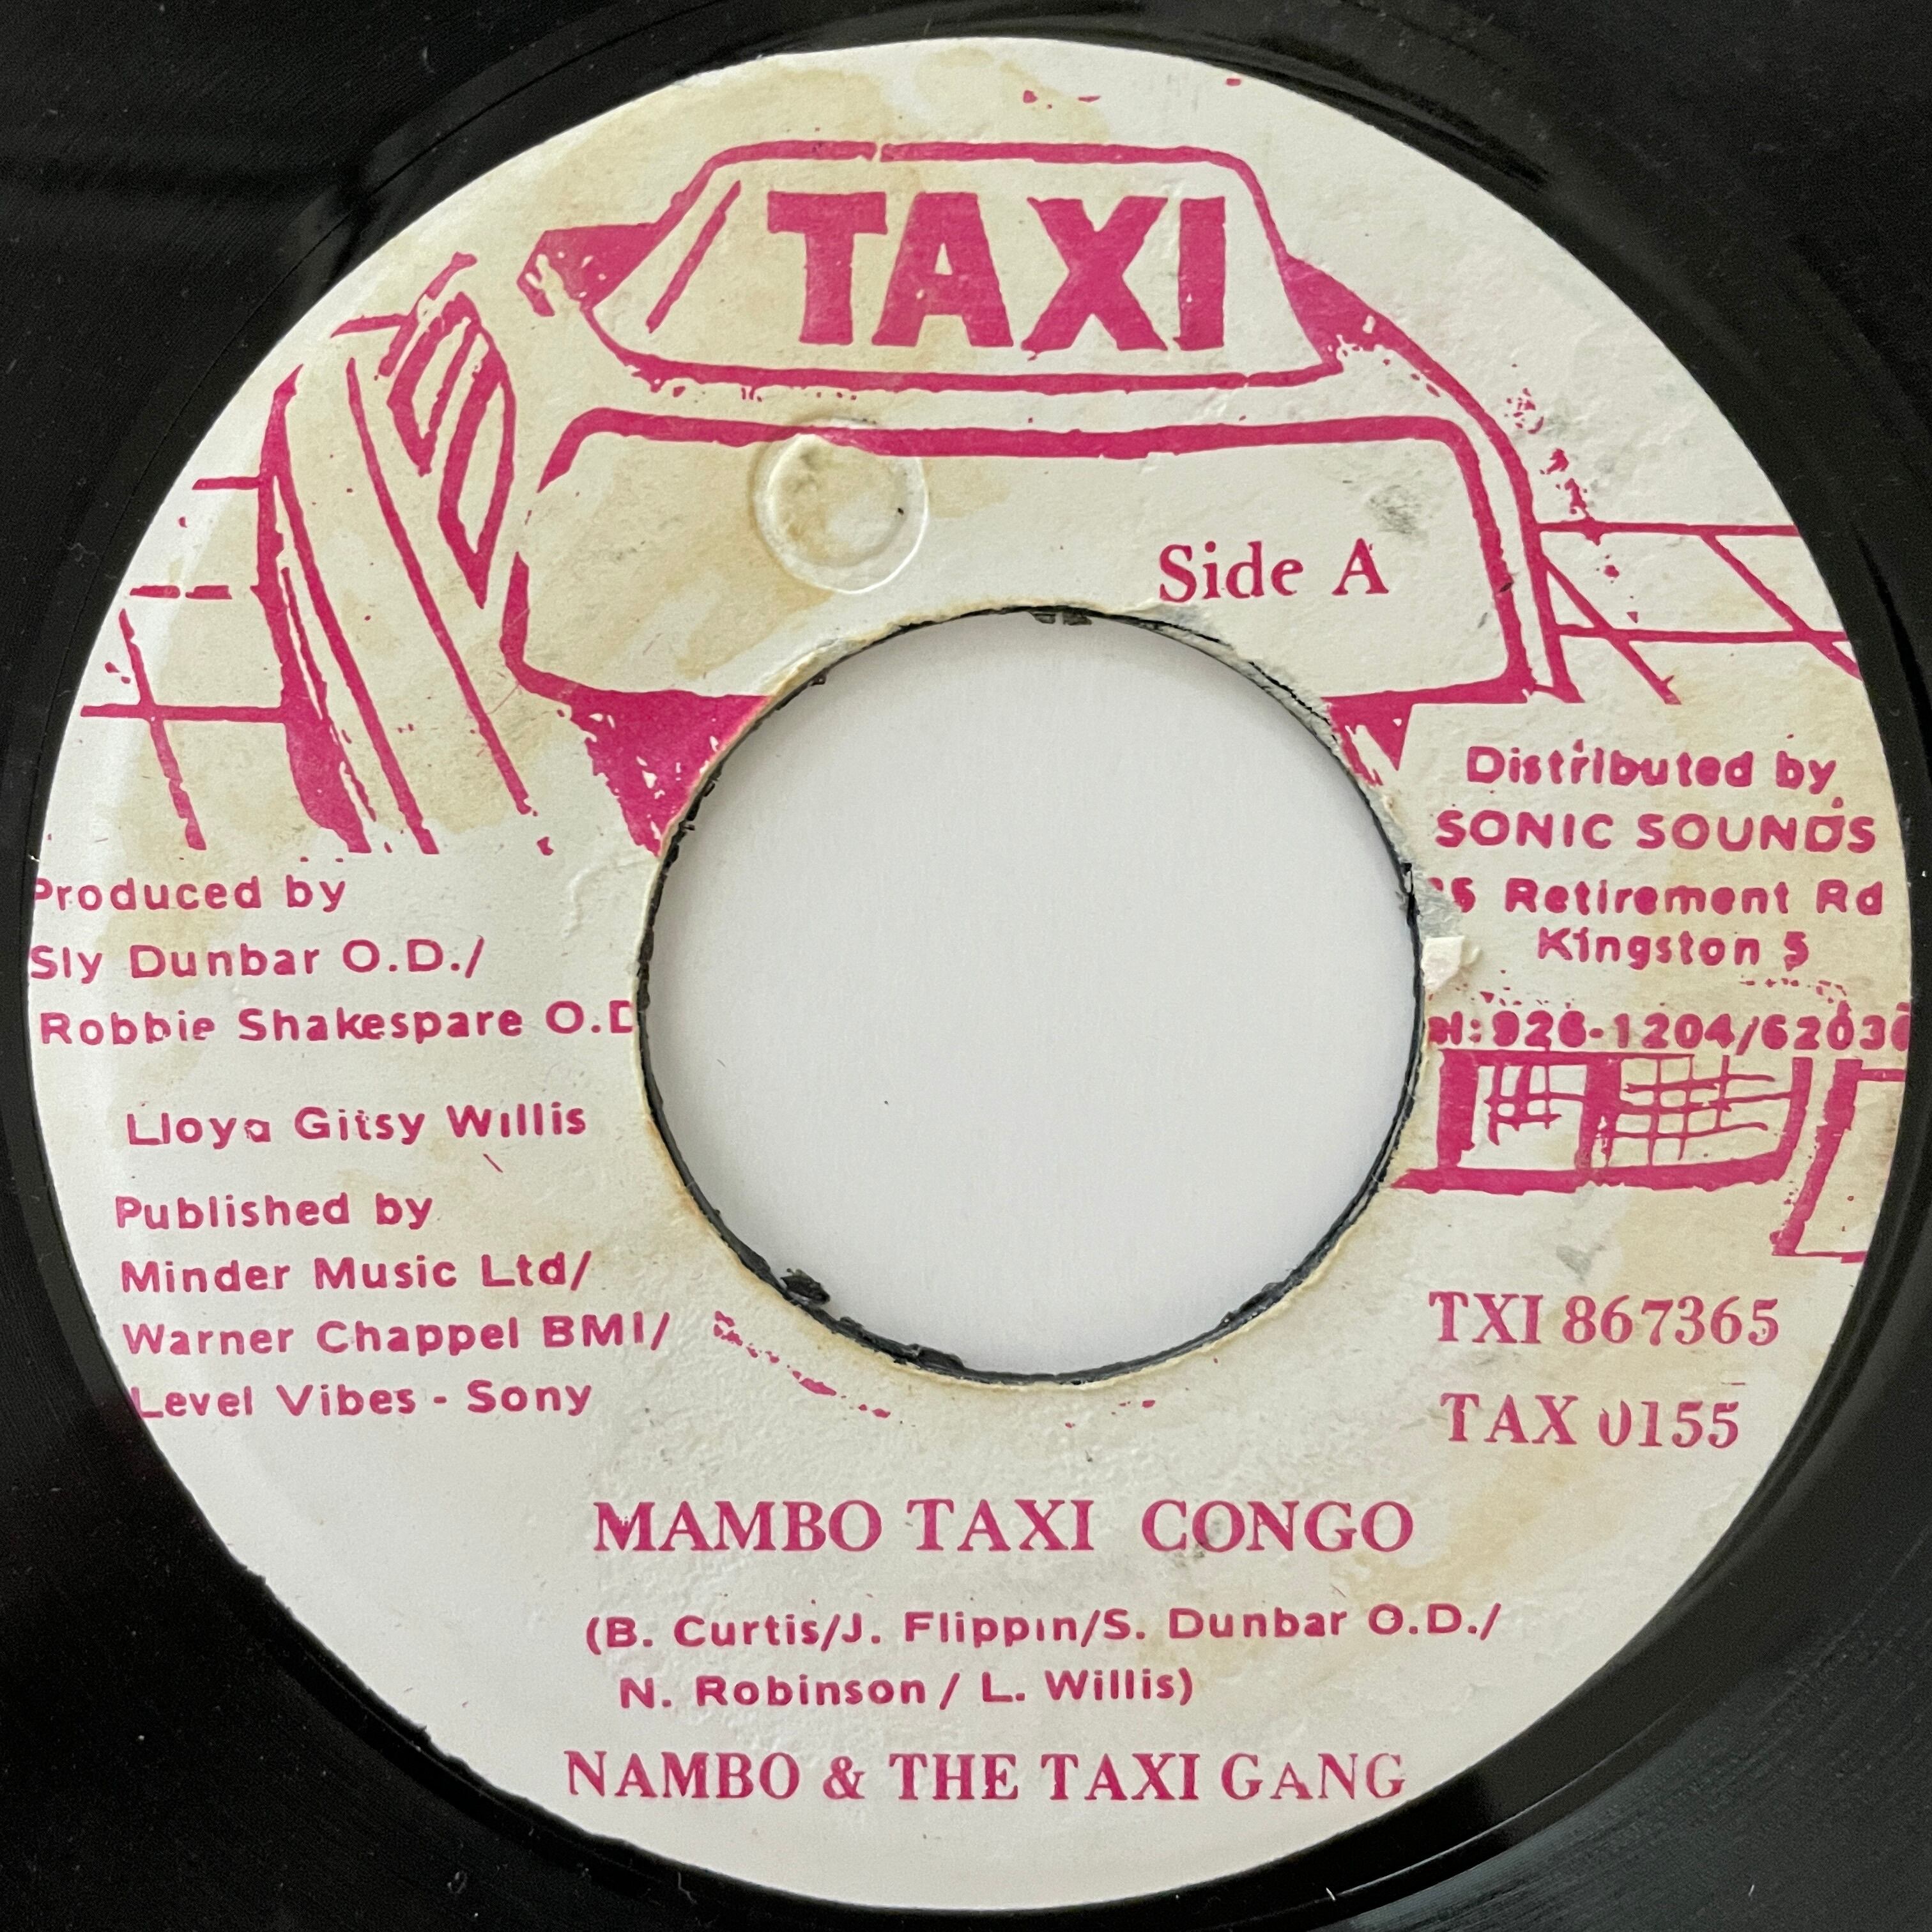 TAXI
Side A
Distributed by
SONIC SOUNDS
Retirement Rd
Kingston 5
Produced by
Sly Dunbar O.D./
Robbie Shakespare O.D
Lloyd Gitsy Willis
Published by
Minder Music Ltd/
Warner Chappel BMI/
Level Vibes - Sony
TXI 867365
TAX 0155
MAMBO TAXI CONGO
(B. Curtis/J. Flippin/S. Dunbar O.D./
N. Robinson / L. Willis)
NAMBO & THE TAXI GANG